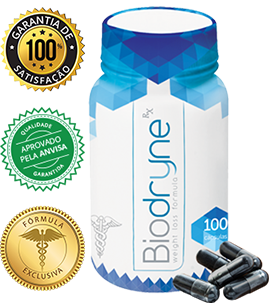 GARANTIA DE
100%
SATISFAÇÃO
QUALIDADE
APROVADO
PELA ANVISA
GARANTIDA
FÓRMULA
EXCLUSIVA
Biodryne
Rx
weight loss formula
100